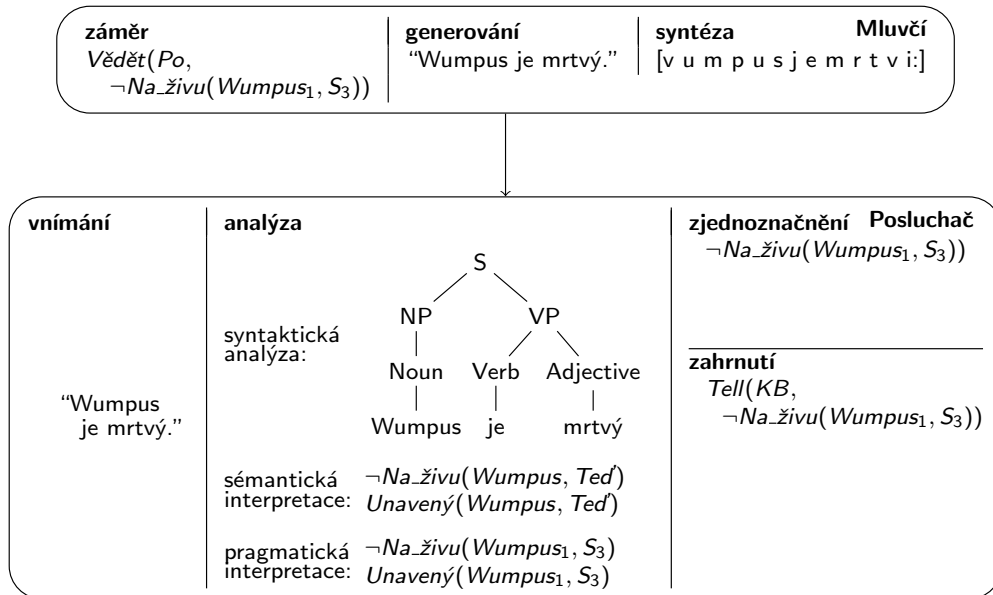 Mluvčí
záměr
Vědět(Po,
¬Na_živu(Wumpus₁, S₃))
generování
“Wumpus je mrtvý.”
syntéza
[v u m p u s j e m r t v i:]
Posluchač
vnímání
“Wumpus
je mrtvý.”
analýza
syntaktická
analýza:
S
NP VP
Noun Verb Adjective
Wumpus je mrtvý
sémantická
interpretace:
¬Na_živu(Wumpus, Teď)
Unavený(Wumpus, Teď)
pragmatická
interpretace:
¬Na_živu(Wumpus₁, S₃)
Unavený(Wumpus₁, S₃)
zjednoznačnění
¬Na_živu(Wumpus₁, S₃))
zahrnutí
Tell(KB,
¬Na_živu(Wumpus₁, S₃))